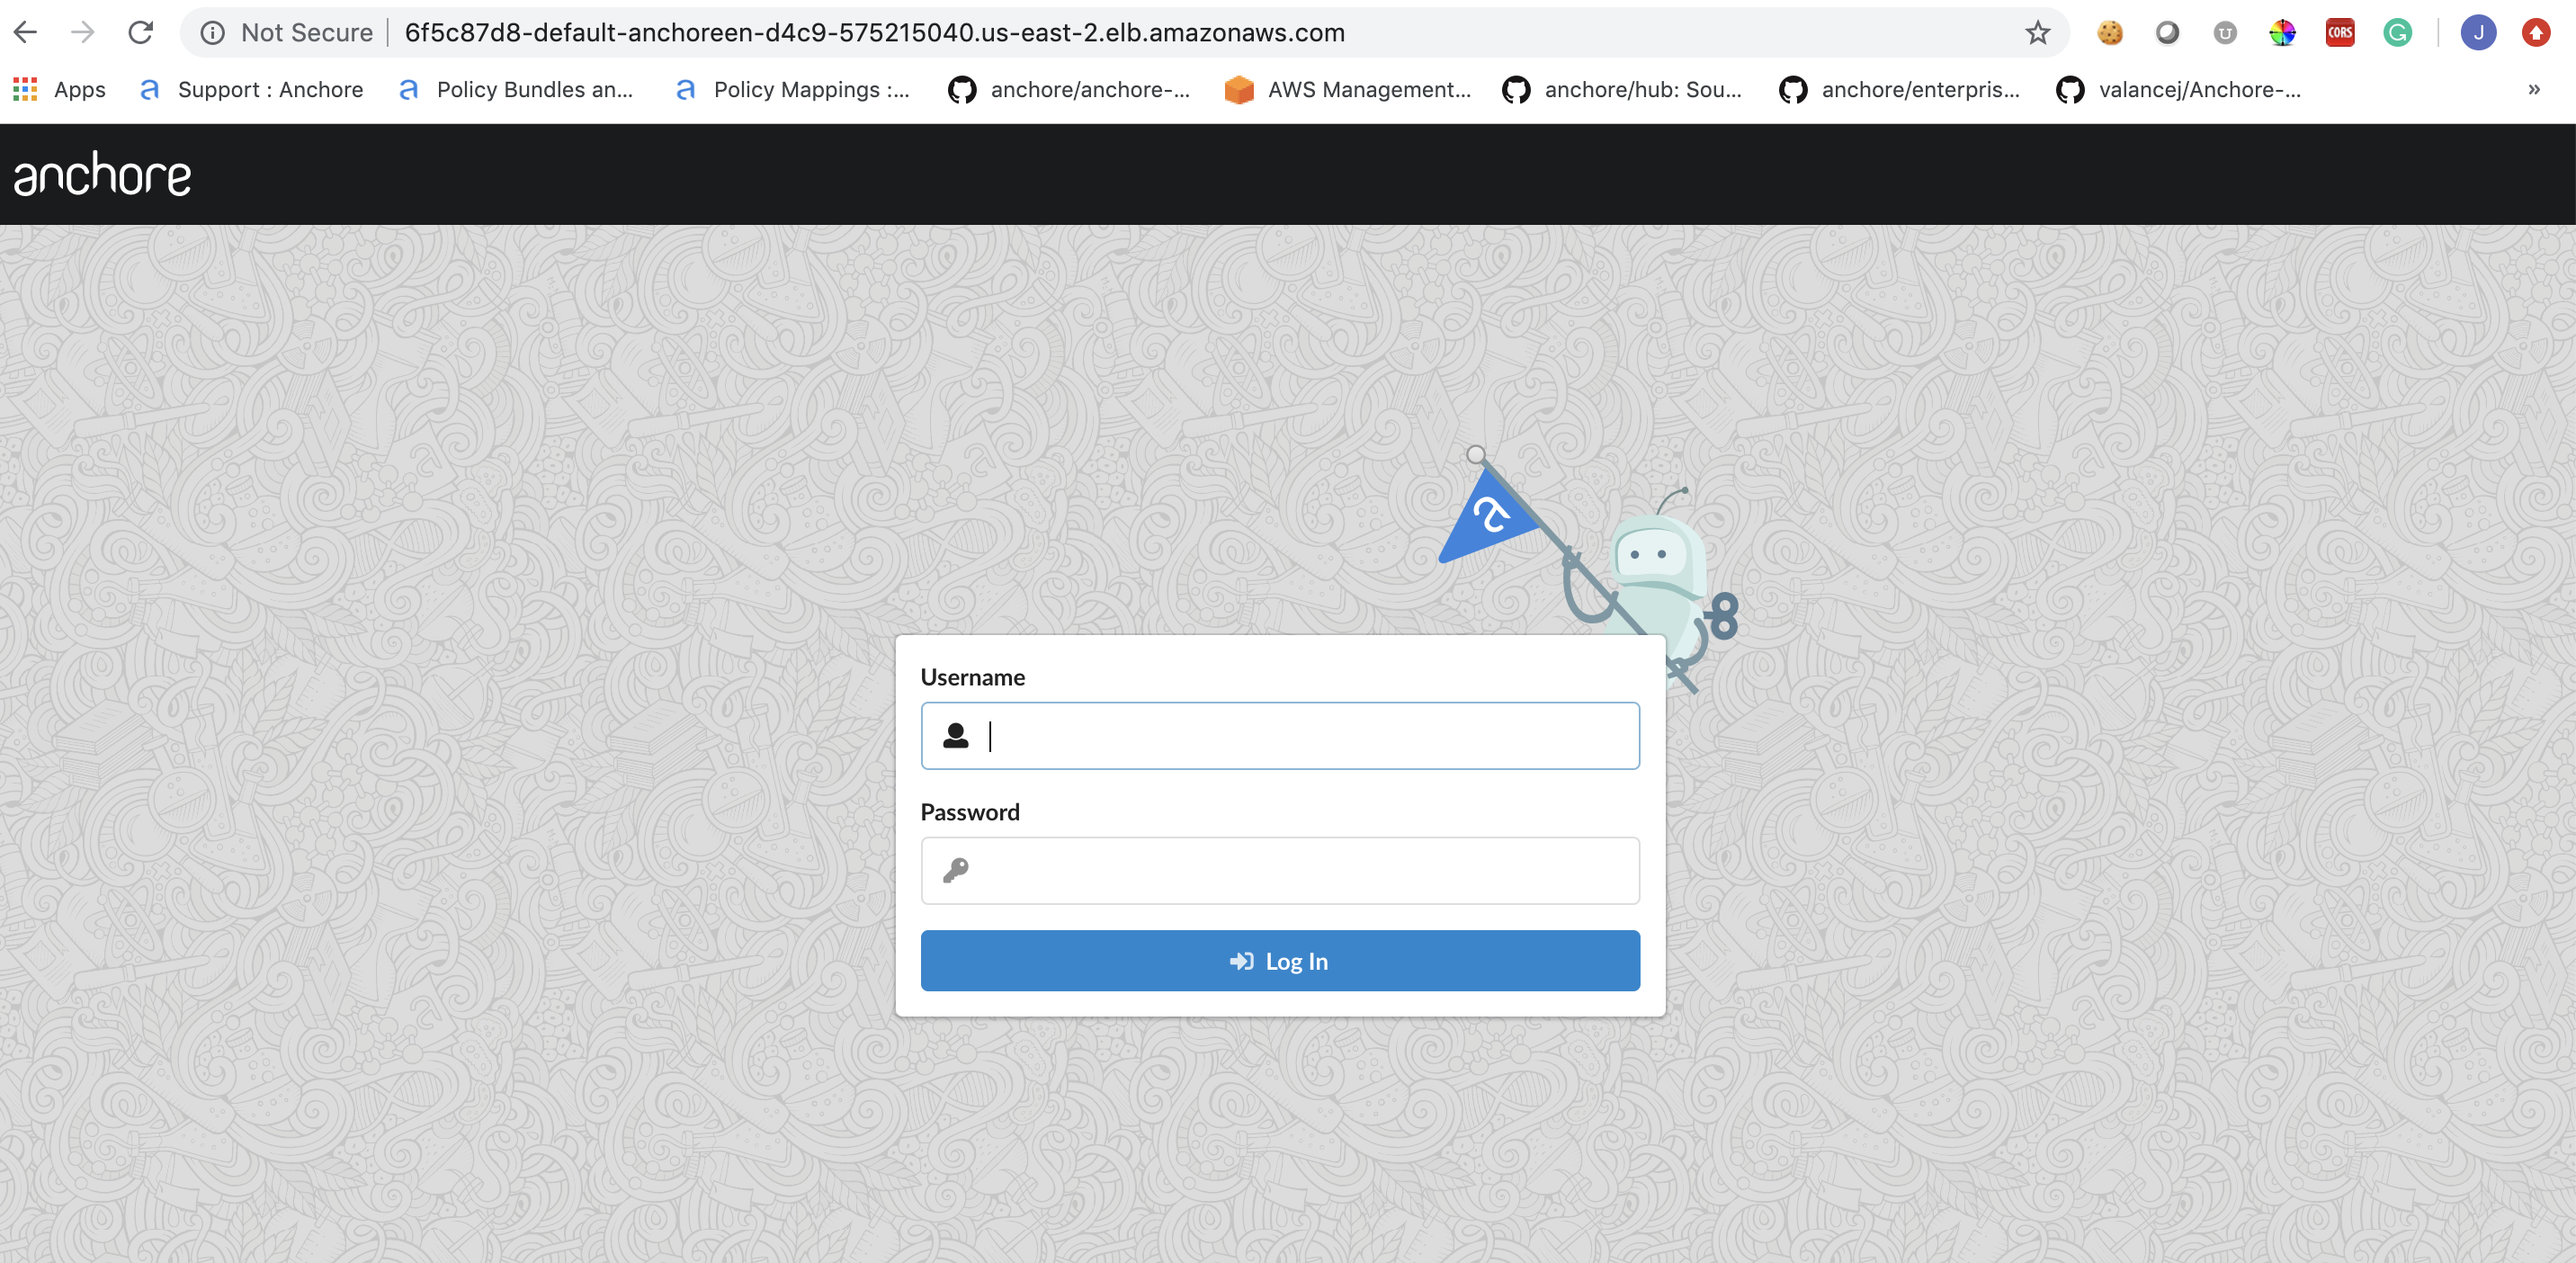 Not Secure 6f5c87d8-default-anchoreen-d4c9-575215040.us-east-2.elb.amazonaws.com
CORS
J
Apps Support : Anchore Policy Bundles an... Policy Mappings :... anchore/anchore-... AWS Management... anchore/hub: Sou... anchore/enterpris... valancej/Anchore-... »
anchore
a
Username
Password
Log In